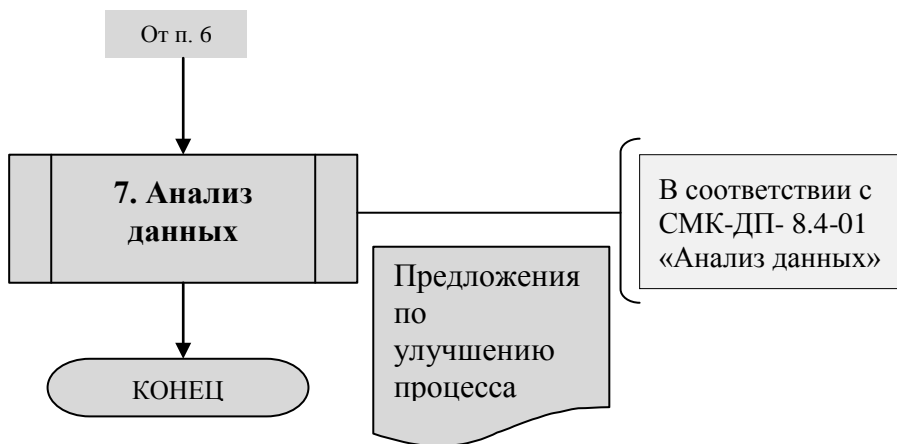 От п. 6
7. Анализ
данных
В соответствии с
СМК-ДП- 8.4-01
«Анализ данных»
Предложения
по
улучшению
процесса
КОНЕЦ